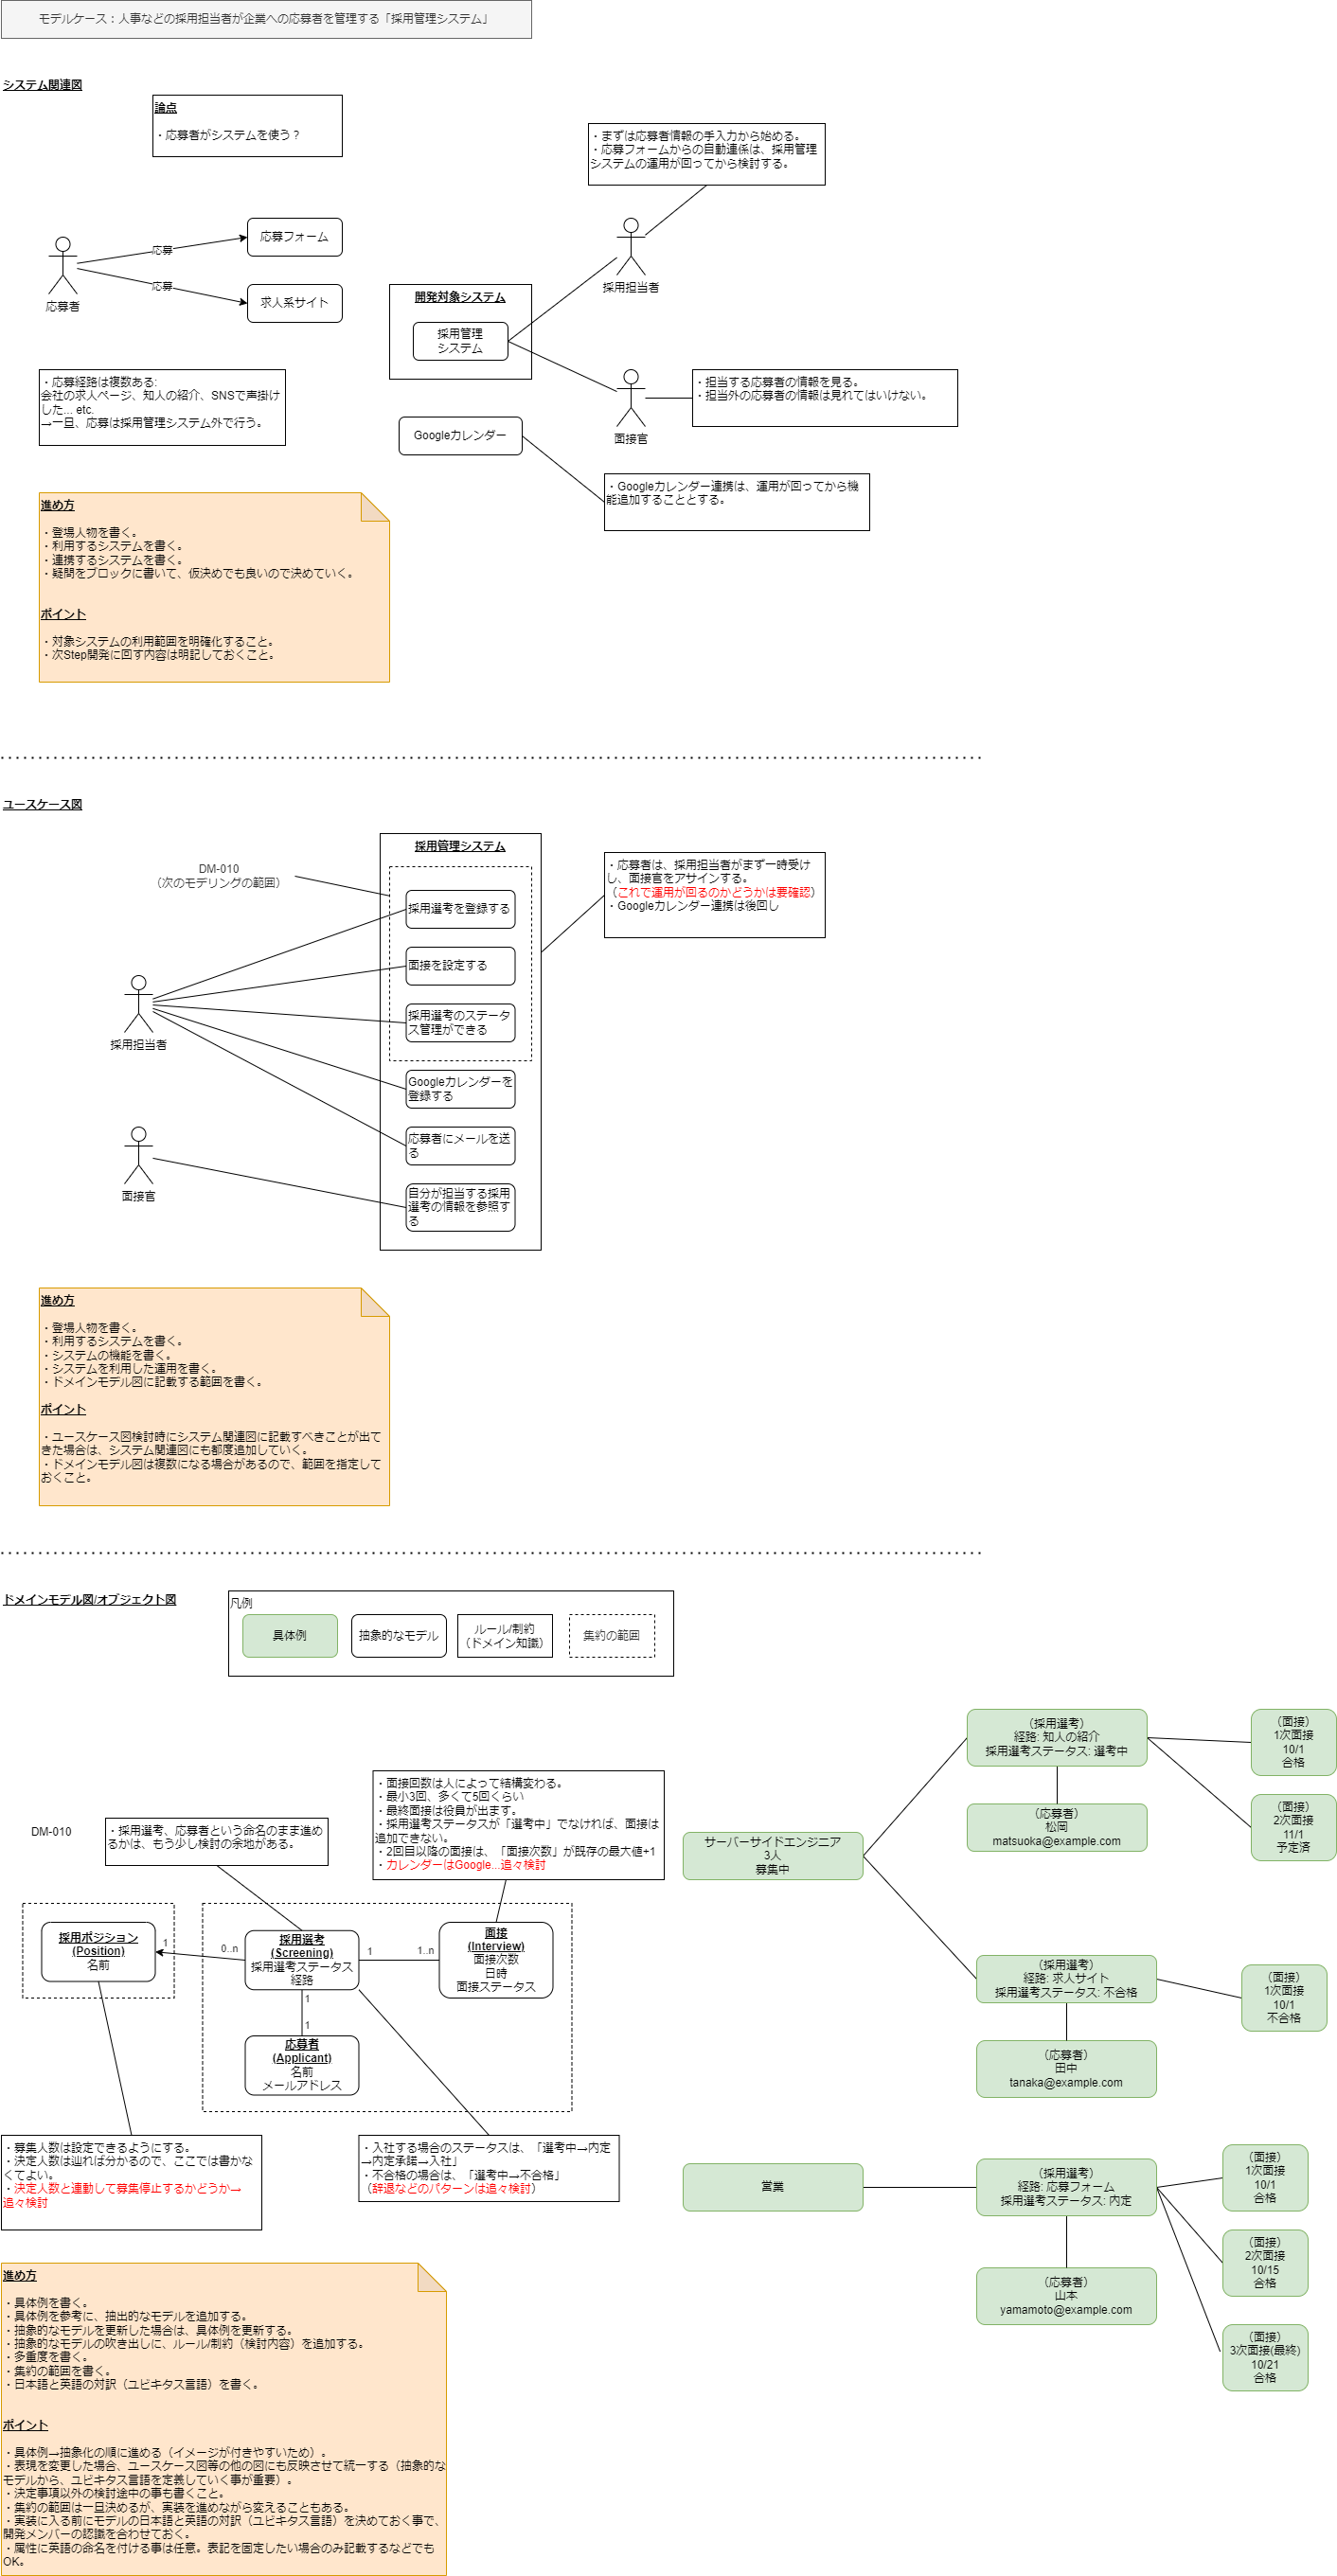 モデルケース：人事などの採用担当者が企業への応募者を管理する「採用管理システム」
システム関連図
論点
・応募者がシステムを使う？
・まずは応募者情報の手入力から始める。
・応募フォームからの自動連係は、採用管理
システムの運用が回ってから検討する。
応募者
応募
応募
応募フォーム
求人系サイト
開発対象システム
採用管理
システム
採用担当者
面接官
・担当する応募者の情報を見る。
・担当外の応募者の情報は見れてはいけない。
・応募経路は複数ある:
会社の求人ページ、知人の紹介、SNSで声掛け
した... etc.
→一旦、応募は採用管理システム外で行う。
Googleカレンダー
・Googleカレンダー連携は、運用が回ってから機
能追加することとする。
進め方
・登場人物を書く。
・利用するシステムを書く。
・連携するシステムを書く。
・疑問をブロックに書いて、仮決めでも良いので決めていく。
ポイント
・対象システムの利用範囲を明確化すること。
・次Step開発に回す内容は明記しておくこと。
ユースケース図
DM-010
（次のモデリングの範囲）
採用管理システム
採用選考を登録する
面接を設定する
採用選考のステータ
ス管理ができる
Googleカレンダーを
登録する
応募者にメールを送
る
自分が担当する採用
選考の情報を参照す
る
採用担当者
面接官
・応募者は、採用担当者がまず一時受け
し、面接官をアサインする。
（これで運用が回るのかどうかは要確認）
・Googleカレンダー連携は後回し
進め方
・登場人物を書く。
・利用するシステムを書く。
・システムの機能を書く。
・システムを利用した運用を書く。
・ドメインモデル図に記載する範囲を書く。
ポイント
・ユースケース図検討時にシステム関連図に記載すべきことが出て
きた場合は、システム関連図にも都度追加していく。
・ドメインモデル図は複数になる場合があるので、範囲を指定して
おくこと。
ドメインモデル図/オブジェクト図
凡例
具体例
抽象的なモデル
ルール/制約
（ドメイン知識）
集約の範囲
DM-010
・採用選考、応募者という命名のまま進め
るかは、もう少し検討の余地がある。
・面接回数は人によって結構変わる。
・最小3回、多くて5回くらい
・最終面接は役員が出ます。
・採用選考ステータスが「選考中」でなければ、面接は
追加できない。
・2回目以降の面接は、「面接次数」が既存の最大値+1
・カレンダーはGoogle...追々検討
採用ポジション
(Position)
名前
1
0..n
採用選考
(Screening)
採用選考ステータス
経路
1
1..n
面接
(Interview)
面接次数
日時
面接ステータス
1
1
応募者
(Applicant)
名前
メールアドレス
・募集人数は設定できるようにする。
・決定人数は辿れば分かるので、ここでは書かな
くてよい。
・決定人数と連動して募集停止するかどうか→
追々検討
・入社する場合のステータスは、「選考中→内定
→内定承諾→入社」
・不合格の場合は、「選考中→不合格」
（辞退などのパターンは追々検討）
サーバーサイドエンジニア
3人
募集中
（採用選考）
経路: 知人の紹介
採用選考ステータス: 選考中
（応募者）
松岡
matsuoka@example.com
（面接）
1次面接
10/1
合格
（面接）
2次面接
11/1
予定済
（採用選考）
経路: 求人サイト
採用選考ステータス: 不合格
（応募者）
田中
tanaka@example.com
（面接）
1次面接
10/1
不合格
営業
（採用選考）
経路: 応募フォーム
採用選考ステータス: 内定
（応募者）
山本
yamamoto@example.com
（面接）
1次面接
10/1
合格
（面接）
2次面接
10/15
合格
（面接）
3次面接(最終)
10/21
合格
進め方
・具体例を書く。
・具体例を参考に、抽出的なモデルを追加する。
・抽象的なモデルを更新した場合は、具体例を更新する。
・抽象的なモデルの吹き出しに、ルール/制約（検討内容）を追加する。
・多重度を書く。
・集約の範囲を書く。
・日本語と英語の対訳（ユビキタス言語）を書く。
ポイント
・具体例→抽象化の順に進める（イメージが付きやすいため）。
・表現を変更した場合、ユースケース図等の他の図にも反映させて統一する（抽象的な
モデルから、ユビキタス言語を定義していく事が重要）。
・決定事項以外の検討途中の事も書くこと。
・集約の範囲は一旦決めるが、実装を進めながら変えることもある。
・実装に入る前にモデルの日本語と英語の対訳（ユビキタス言語）を決めておく事で、
開発メンバーの認識を合わせておく。
・属性に英語の命名を付ける事は任意。表記を固定したい場合のみ記載するなどでも
OK。